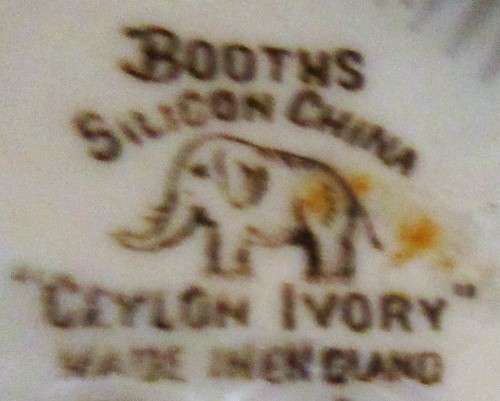 BOOTHS
SILICON CHINA
"CEYLON IVORY"
MADE IN ENGLAND